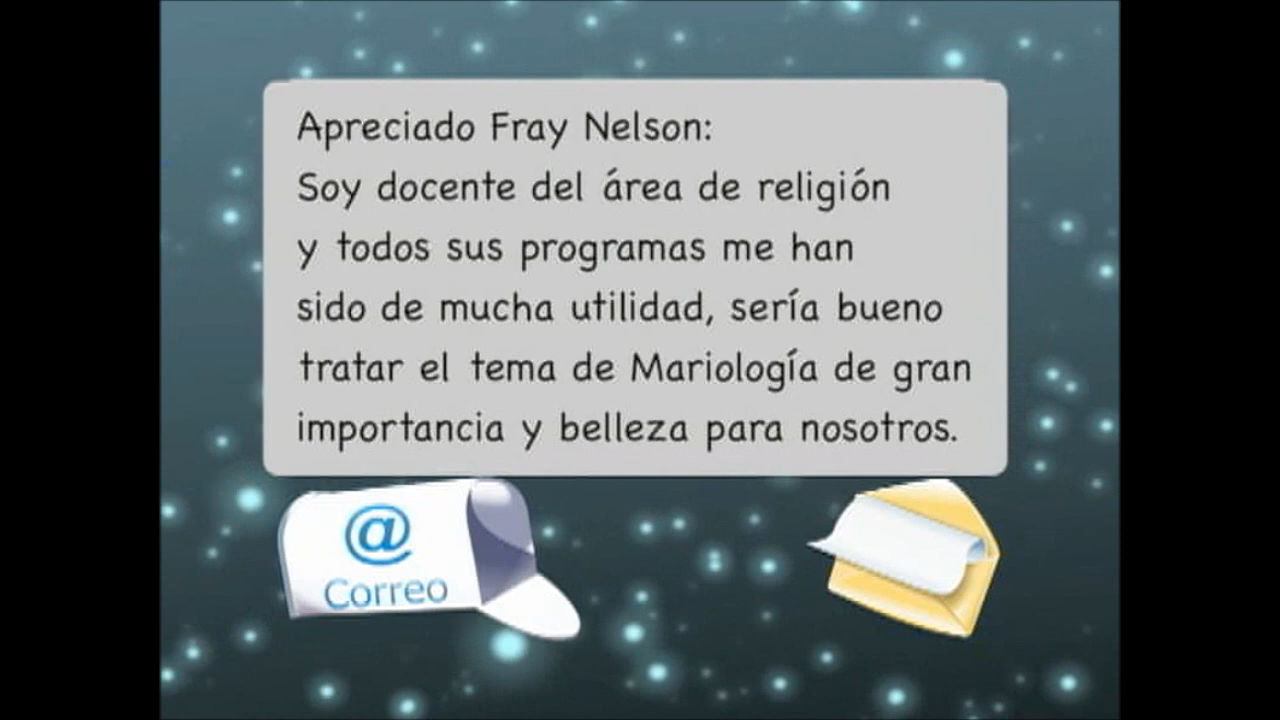 Apreciado Fray Nelson:
Soy docente del área de religión
y todos sus programas me han
sido de mucha utilidad, sería bueno
tratar el tema de Mariología de gran
importancia y belleza para nosotros.
@
Correo